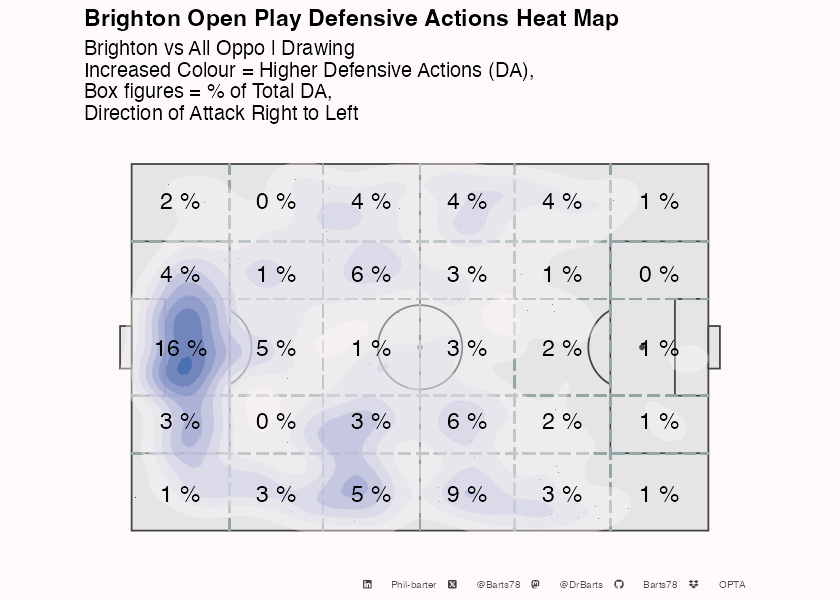 Brighton Open Play Defensive Actions Heat Map
Brighton vs All Oppo | Drawing
Increased Colour = Higher Defensive Actions (DA),
Box figures = % of Total DA,
Direction of Attack Right to Left
2 % 0 % 4 % 4 % 4 % 1 %
4 % 1 % 6 % 3 % 1 % 0 %
16 % 5 % 1 % 3 % 2 % 1 %
3 % 0 % 3 % 6 % 2 % 1 %
1 % 3 % 5 % 9 % 3 % 1 %
Phil-barter @Barts78 @DrBarts Barts78 OPTA